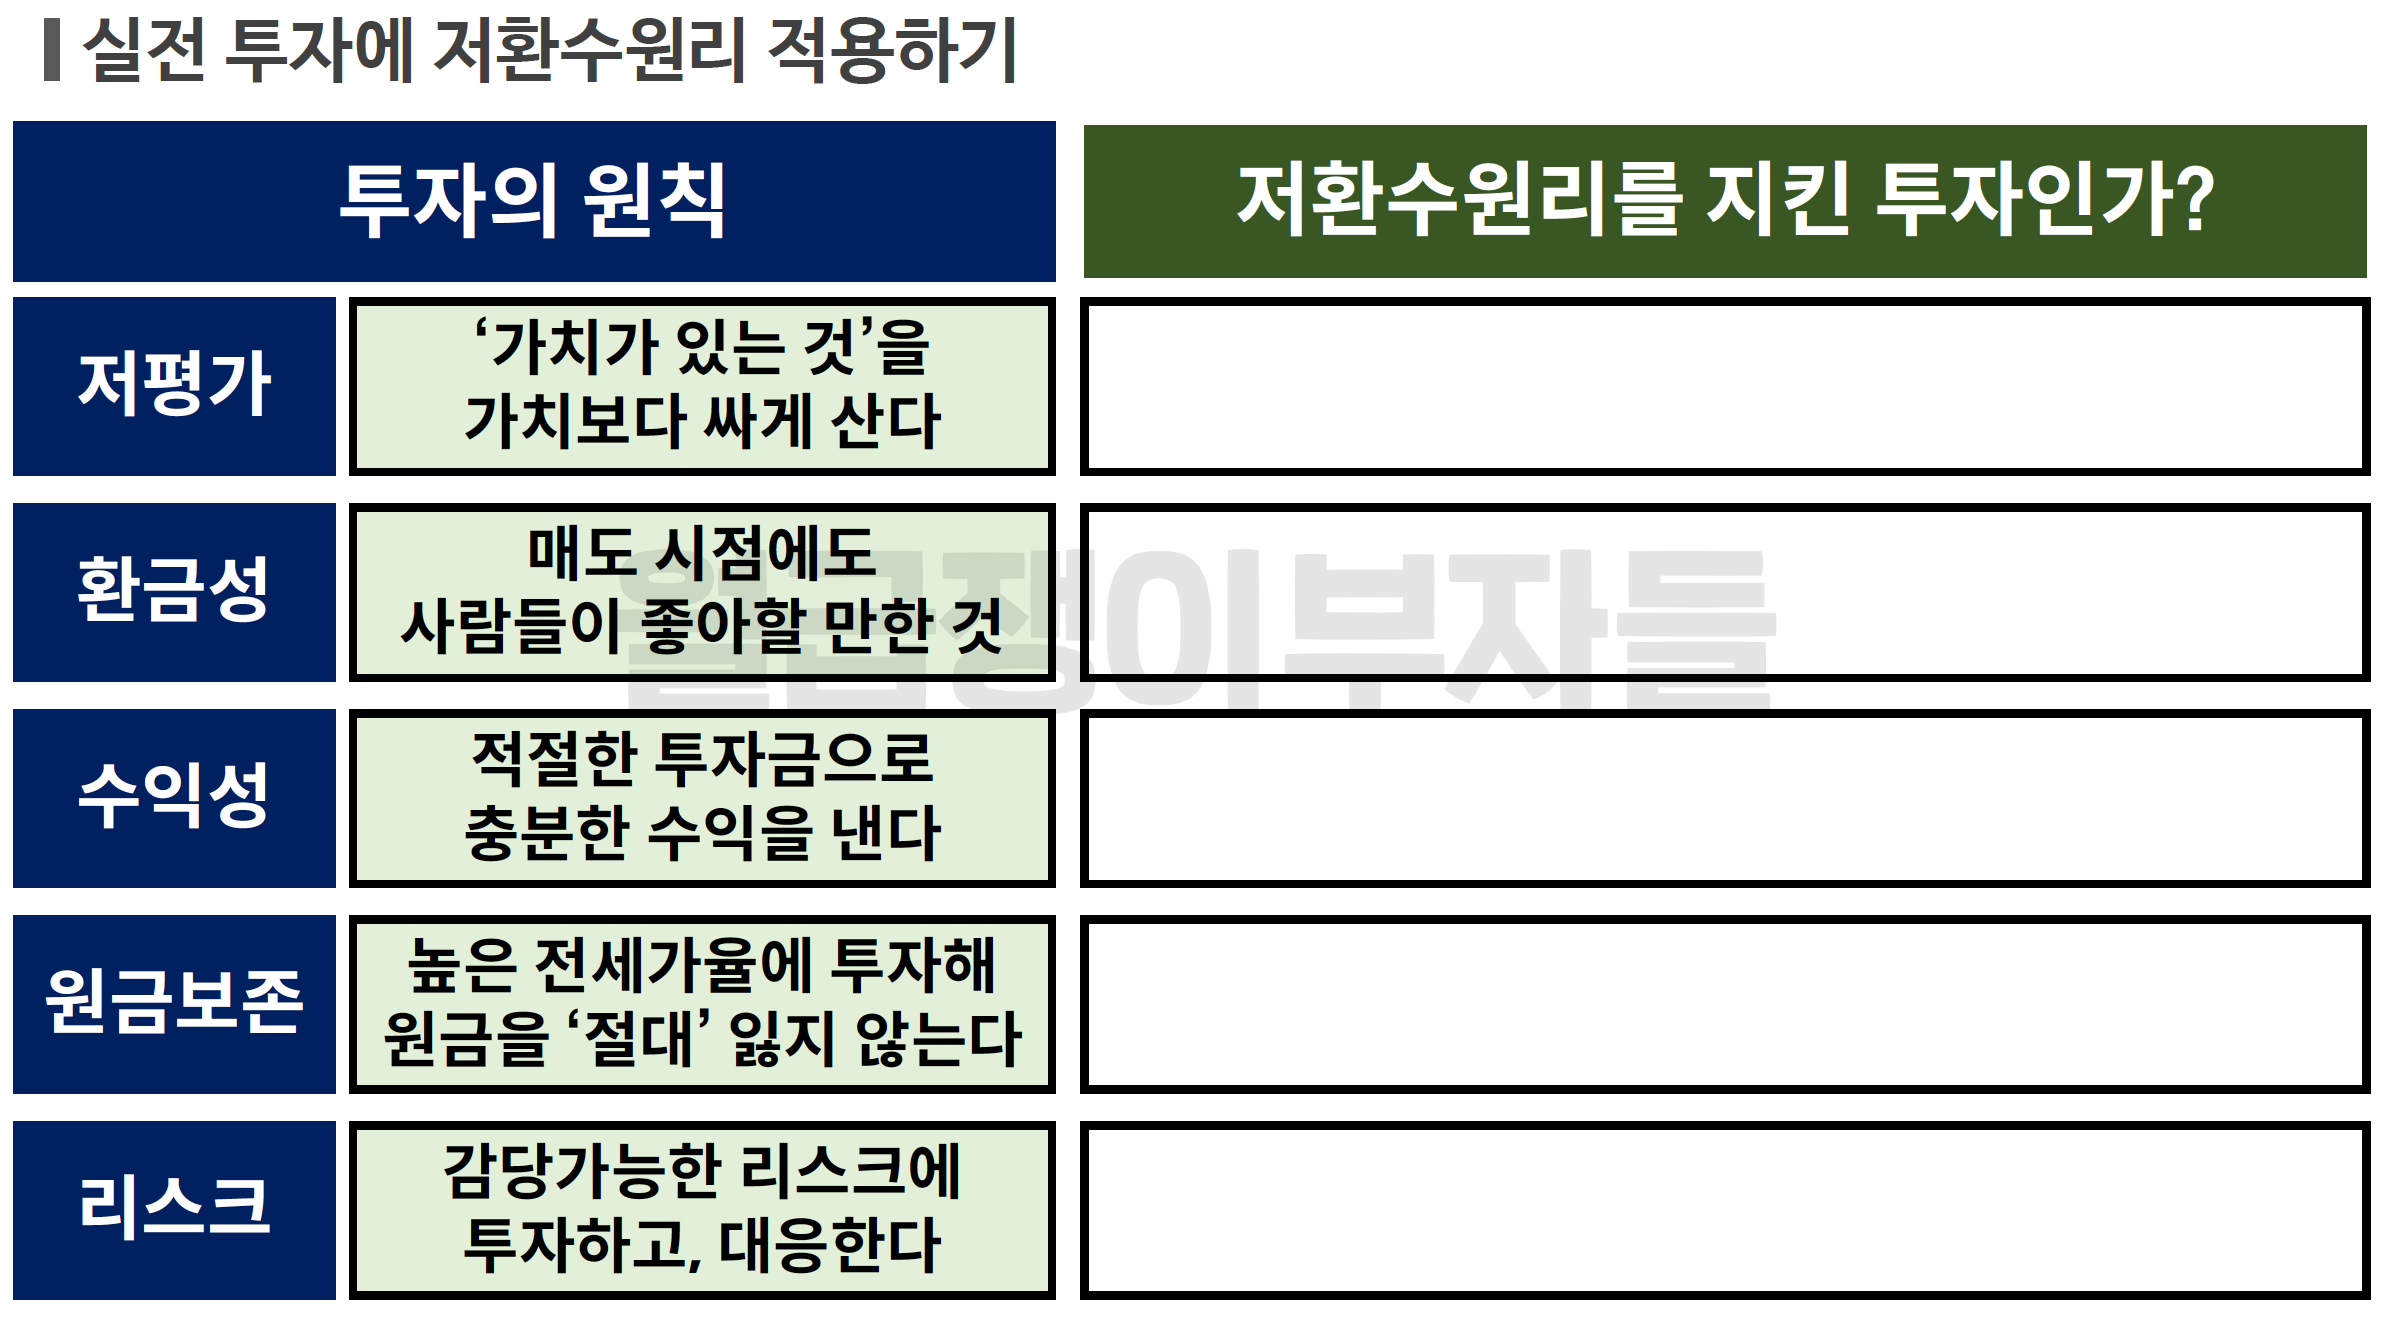 실전 투자에 저환수원리 적용하기
투자의 원칙
저환수원리를 지킨 투자인가?
저평가
‘가치가 있는 것’을
가치보다 싸게 산다
환금성
매도 시점에도
사람들이 좋아할 만한 것
월급쟁이부자들
수익성
적절한 투자금으로
충분한 수익을 낸다
원금보존
높은 전세가율에 투자해
원금을 ‘절대’ 잃지 않는다
리스크
감당가능한 리스크에
투자하고, 대응한다